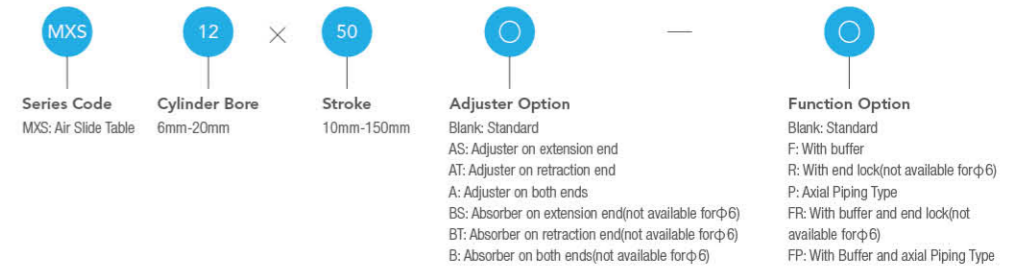 MXS 12 × 50 O — O
Series Code
MXS: Air Slide Table
Cylinder Bore
6mm-20mm
Stroke
10mm-150mm
Adjuster Option
Blank: Standard
AS: Adjuster on extension end
AT: Adjuster on retraction end
A: Adjuster on both ends
BS: Absorber on extension end(not available forφ6)
BT: Absorber on retraction end(not available forφ6)
B: Absorber on both ends(not available forφ6)
Function Option
Blank: Standard
F: With buffer
R: With end lock(not available forφ6)
P: Axial Piping Type
FR: With buffer and end lock(not
available forφ6)
FP: With Buffer and axial Piping Type